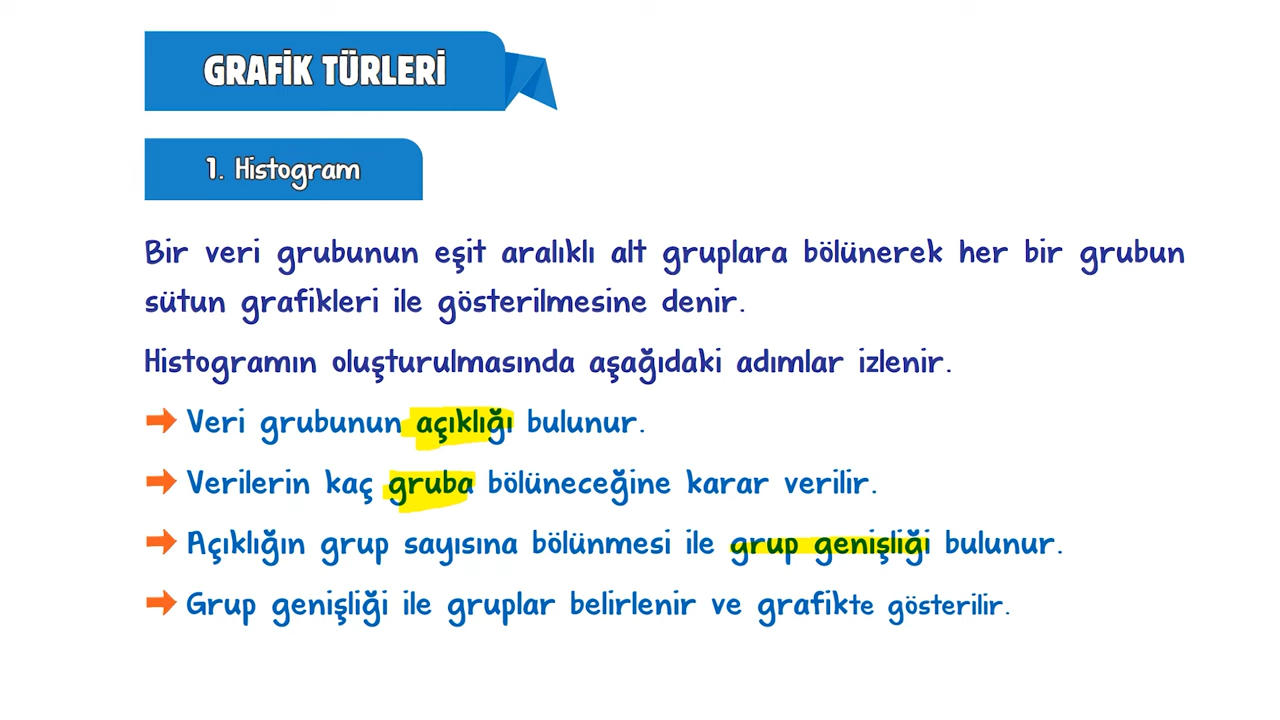 GRAFİK TÜRLERİ
1. Histogram
Bir veri grubunun eşit aralıklı alt gruplara bölünerek her bir grubun
sütun grafikleri ile gösterilmesine denir.
Histogramın oluşturulmasında aşağıdaki adımlar izlenir.
Veri grubunun açıklığı bulunur.
Verilerin kaç gruba bölüneceğine karar verilir.
Açıklığın grup sayısına bölünmesi ile grup genişliği bulunur.
Grup genişliği ile gruplar belirlenir ve grafikte gösterilir.